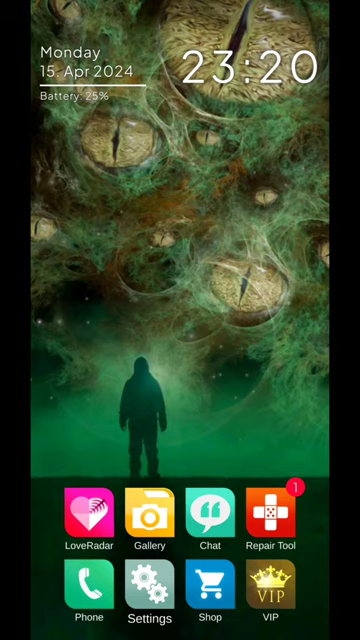 Monday
15. Apr 2024
23:20
Battery: 25%
1
LoveRadar
Gallery
Chat
Repair Tool
VIP
Phone
Settings
Shop
VIP